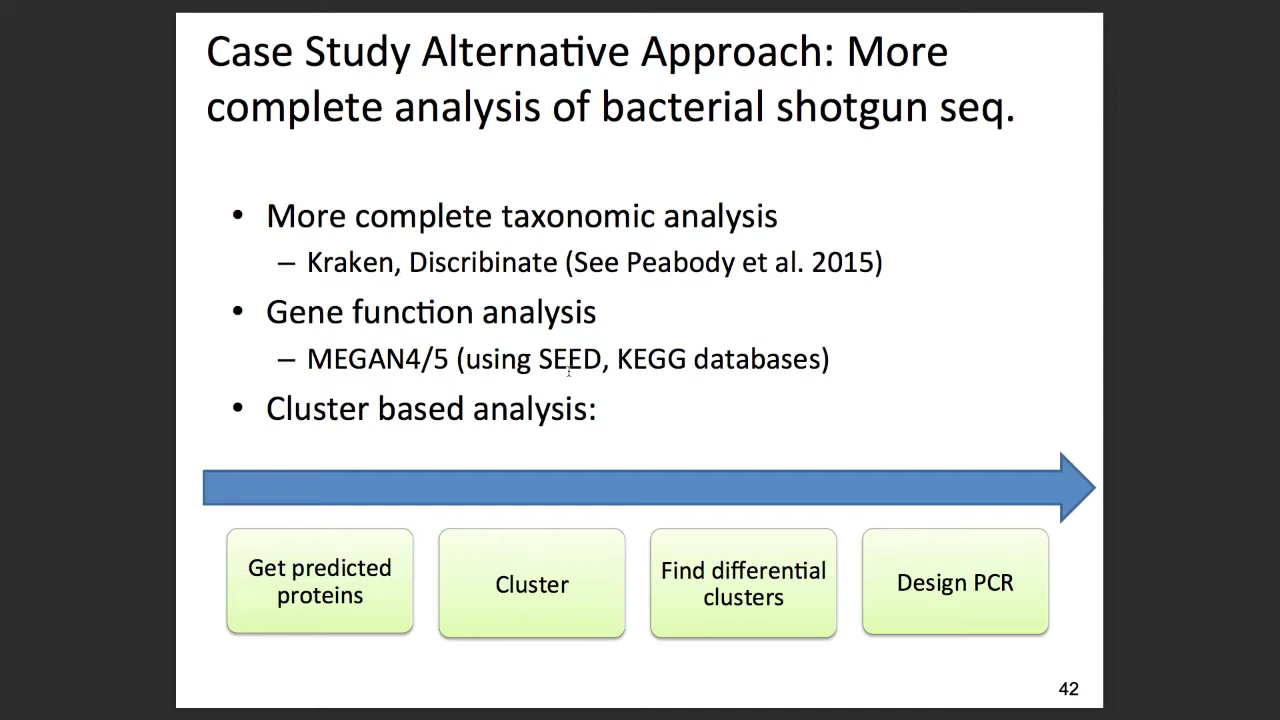 Case Study Alternative Approach: More
complete analysis of bacterial shotgun seq.
• More complete taxonomic analysis
– Kraken, Discribinate (See Peabody et al. 2015)
• Gene function analysis
– MEGAN4/5 (using SEED, KEGG databases)
• Cluster based analysis:
Get predicted
proteins
Cluster
Find differential
clusters
Design PCR
42